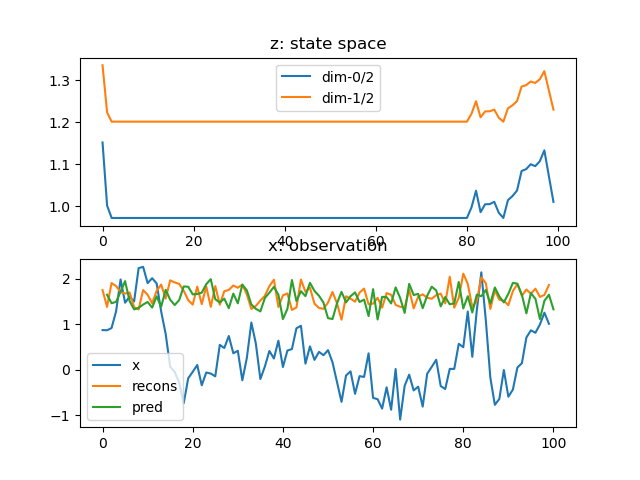 z: state space
1.3
1.2
1.1
1.0
dim-0/2
dim-1/2
0 20 40 60 80 100
x: observation
2
1
0
−1
x
recons
pred
0 20 40 60 80 100